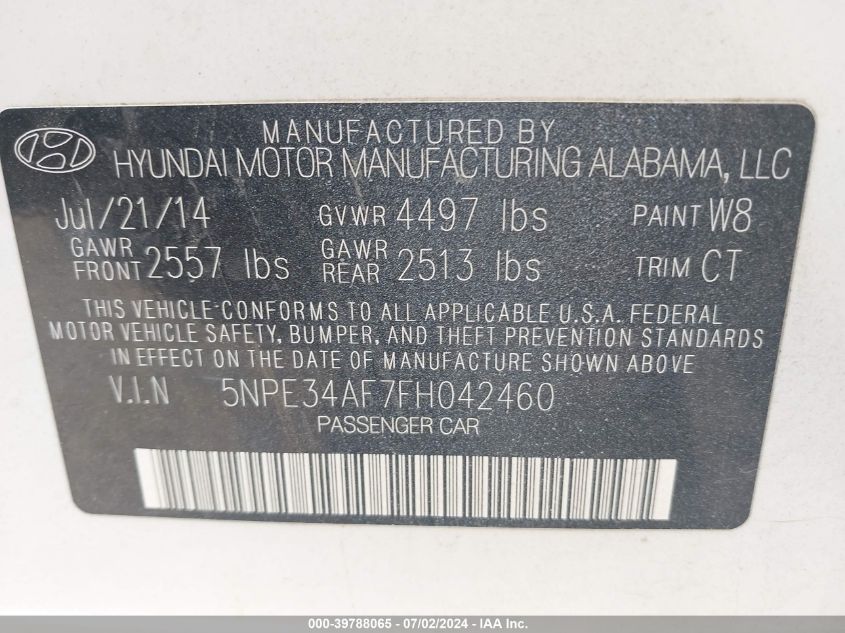 MANUFACTURED BY
HYUNDAI MOTOR MANUFACTURING ALABAMA, LLC
Jul/21/14 GVWR 4497 lbs PAINT W8
GAWR FRONT 2557 lbs GAWR REAR 2513 lbs TRIM CT
THIS VEHICLE CONFORMS TO ALL APPLICABLE U.S.A. FEDERAL
MOTOR VEHICLE SAFETY, BUMPER, AND THEFT PREVENTION STANDARDS
IN EFFECT ON THE DATE OF MANUFACTURE SHOWN ABOVE
V.I.N 5NPE34AF7FH042460
PASSENGER CAR
000-39788065 - 07/02/2024 - IAA Inc.